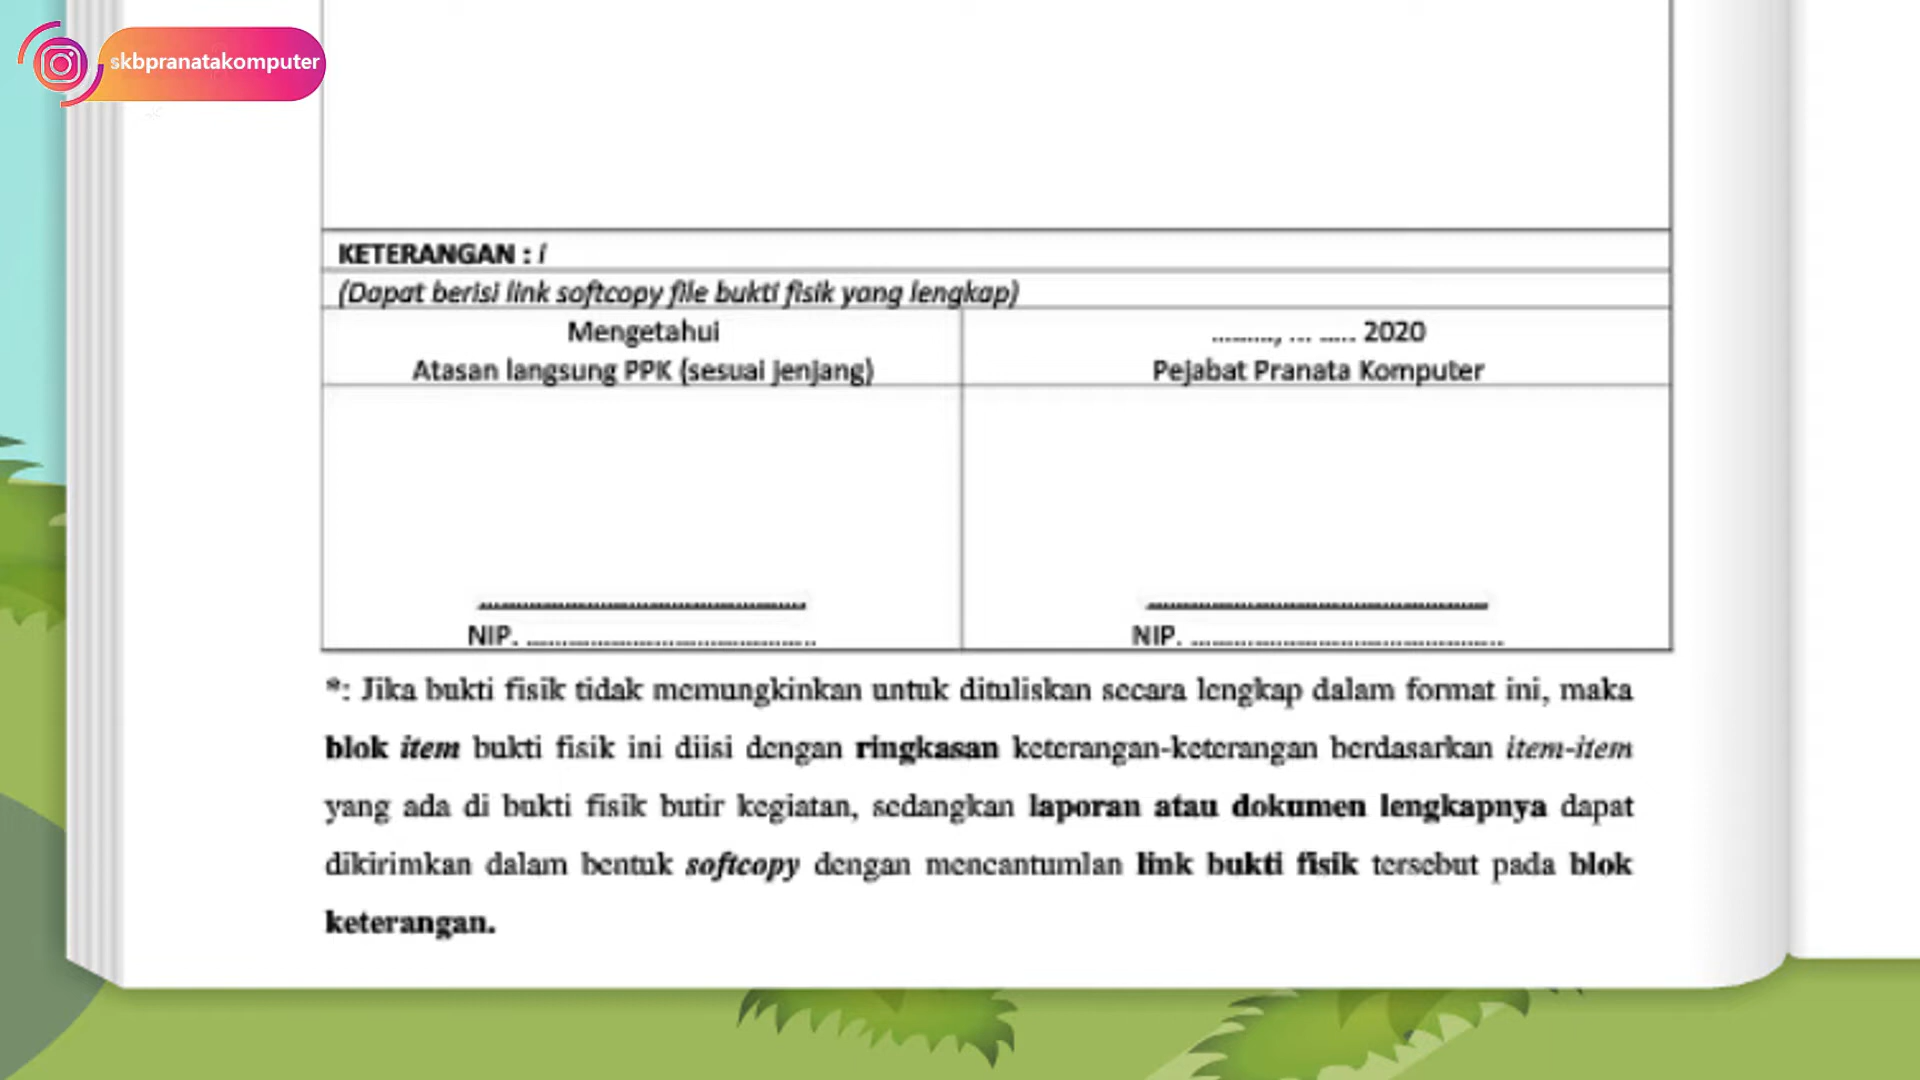 skbpranatakomputer
KETERANGAN : i
(Dapat berisi link softcopy file bukti fisik yang lengkap)
Mengetahui
Atasan langsung PPK (sesuai jenjang)
........., ... ..... 2020
Pejabat Pranata Komputer
NIP. ..........................................
NIP. .............................................
*: Jika bukti fisik tidak memungkinkan untuk dituliskan secara lengkap dalam format ini, maka
blok item bukti fisik ini diisi dengan ringkasan keterangan-keterangan berdasarkan item-item
yang ada di bukti fisik butir kegiatan, sedangkan laporan atau dokumen lengkapnya dapat
dikirimkan dalam bentuk softcopy dengan mencantumlan link bukti fisik tersebut pada blok
keterangan.